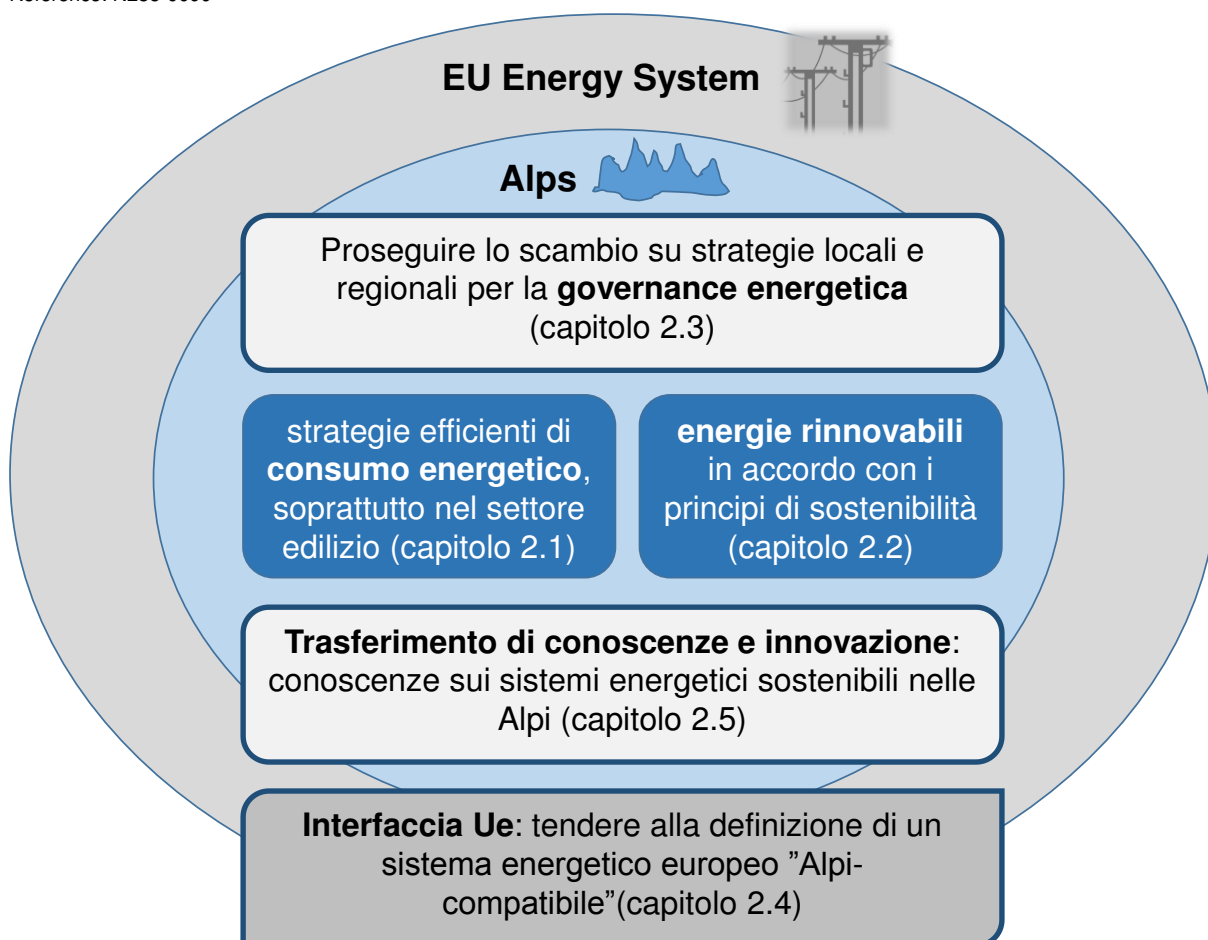 EU Energy System
Alps
Proseguire lo scambio su strategie locali e
regionali per la governance energetica
(capitolo 2.3)
strategie efficienti di
consumo energetico,
soprattutto nel settore
edilizio (capitolo 2.1)
energie rinnovabili
in accordo con i
principi di sostenibilità
(capitolo 2.2)
Trasferimento di conoscenze e innovazione:
conoscenze sui sistemi energetici sostenibili nelle
Alpi (capitolo 2.5)
Interfaccia Ue: tendere alla definizione di un
sistema energetico europeo ”Alpi-
compatibile”(capitolo 2.4)